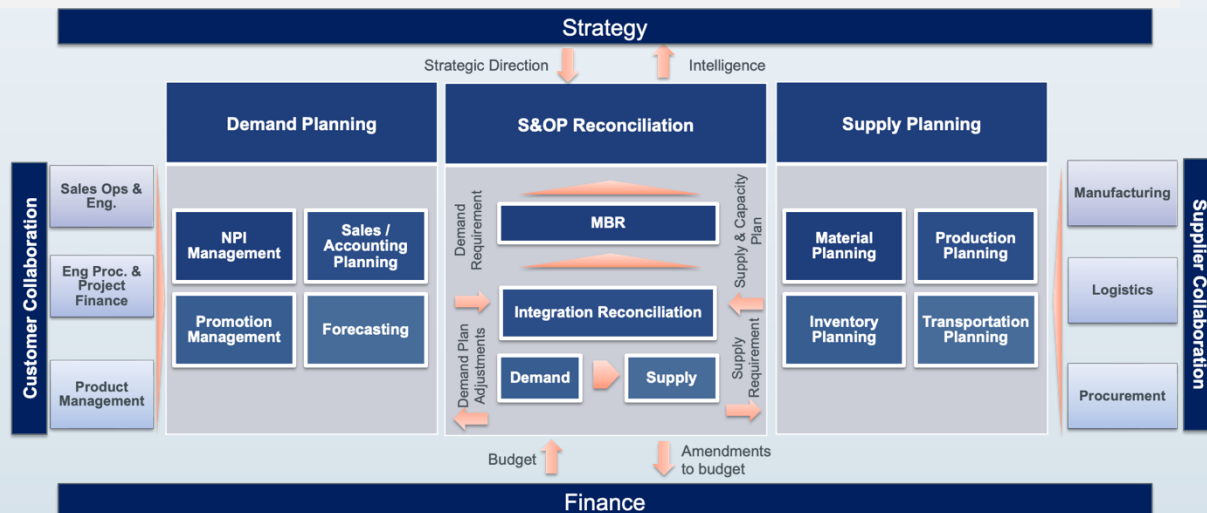 Strategy
Strategic Direction
Intelligence
Demand Planning
S&OP Reconciliation
Supply Planning
Customer Collaboration
Sales Ops &
Eng.
Eng Proc. &
Project
Finance
Product
Management
NPI
Management
Sales /
Accounting
Planning
Promotion
Management
Forecasting
Demand
Requirement
Demand Plan
Adjustments
MBR
Integration Reconciliation
Demand
Supply
Supply & Capacity
Plan
Supply
Requirement
Material
Planning
Production
Planning
Inventory
Planning
Transportation
Planning
Manufacturing
Logistics
Procurement
Supplier Collaboration
Budget
Amendments
to budget
Finance